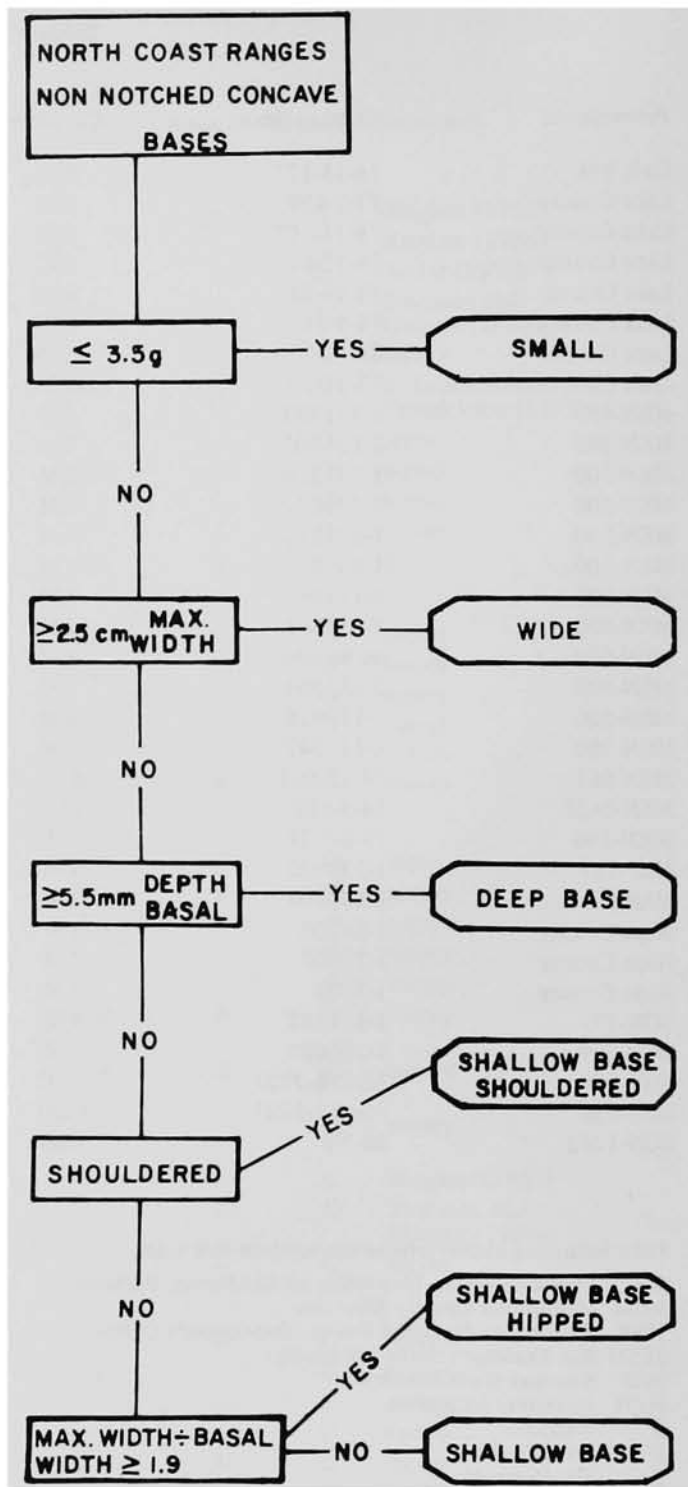 NORTH COAST RANGES
NON NOTCHED CONCAVE
BASES
≤ 3.5g
YES
SMALL
NO
≥2.5 cm MAX.
WIDTH
YES
WIDE
NO
≥5.5mm DEPTH
BASAL
YES
DEEP BASE
NO
SHALLOW BASE
SHOULDERED
YES
SHOULDERED
NO
SHALLOW BASE
HIPPED
YES
MAX. WIDTH÷BASAL
WIDTH ≥ 1.9
NO
SHALLOW BASE